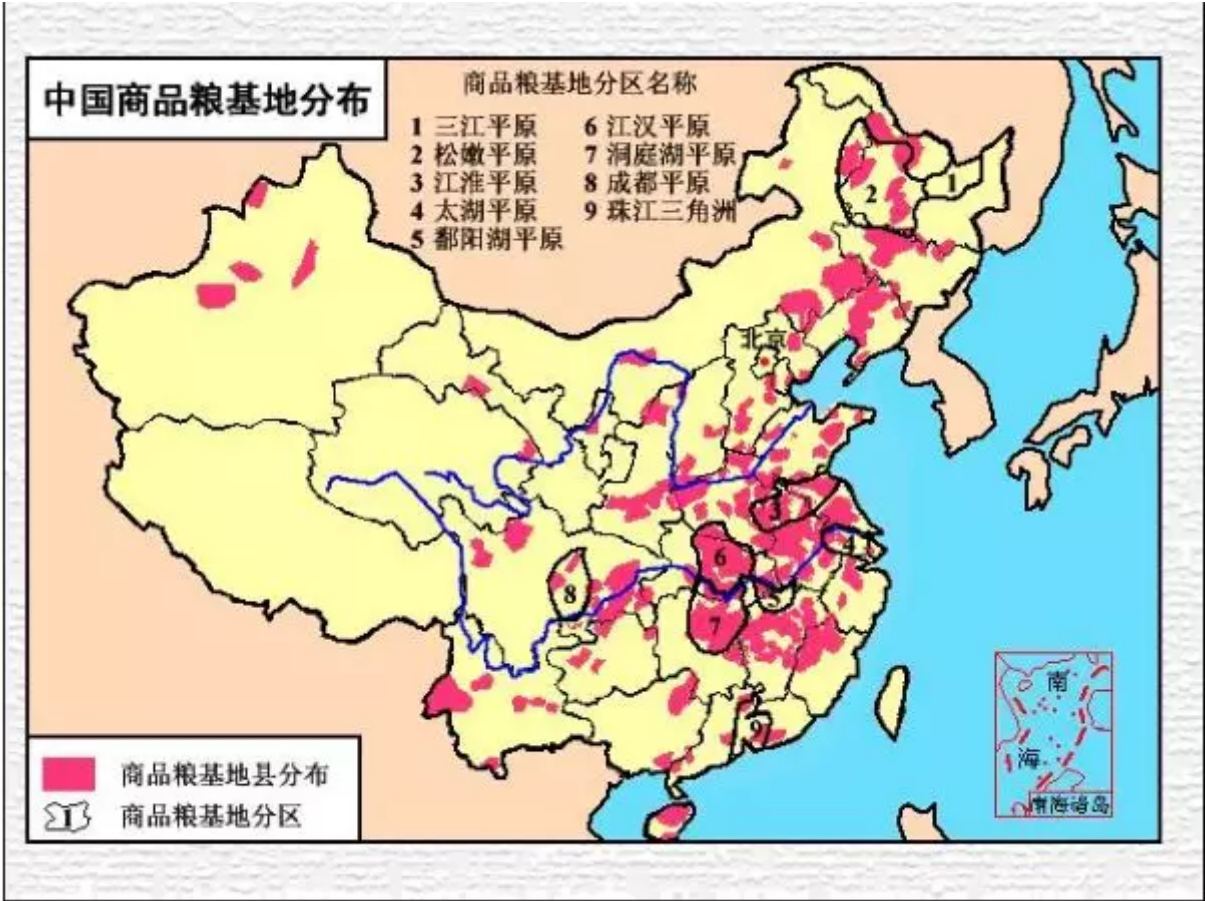 中国商品粮基地分布
商品粮基地分区名称
1 三江平原
2 松嫩平原
3 江淮平原
4 太湖平原
5 鄱阳湖平原
6 江汉平原
7 洞庭湖平原
8 成都平原
9 珠江三角洲
1
2
北京
3
4
6
5
8
7
9
南
海
南海诸岛
商品粮基地县分布
1 商品粮基地分区